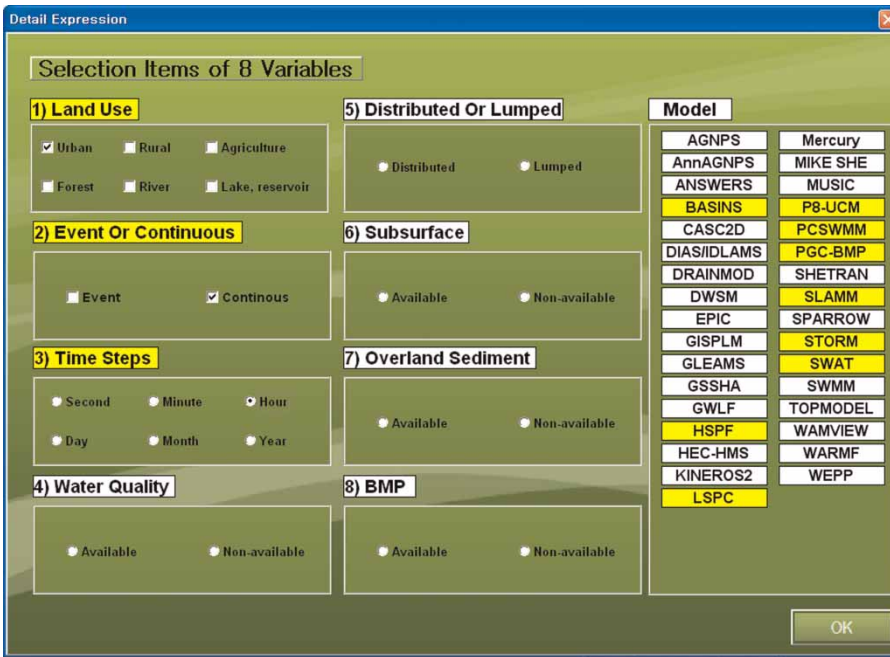 Detail Expression
Selection Items of 8 Variables
1) Land Use
Urban Rural Agriculture
Forest River Lake, reservoir
2) Event Or Continuous
Event Continous
3) Time Steps
Second Minute Hour
Day Month Year
4) Water Quality
Available Non-available
5) Distributed Or Lumped
Distributed Lumped
6) Subsurface
Available Non-available
7) Overland Sediment
Available Non-available
8) BMP
Available Non-available
Model
AGNPS
AnnAGNPS
ANSWERS
BASINS
CASC2D
DIAS/IDLAMS
DRAINMOD
DWSM
EPIC
GISPLM
GLEAMS
GSSHA
GWLF
HSPF
HEC-HMS
KINEROS2
LSPC
Mercury
MIKE SHE
MUSIC
P8-UCM
PCSWMM
PGC-BMP
SHETRAN
SLAMM
SPARROW
STORM
SWAT
SWMM
TOPMODEL
WAMVIEW
WARMF
WEPP
OK